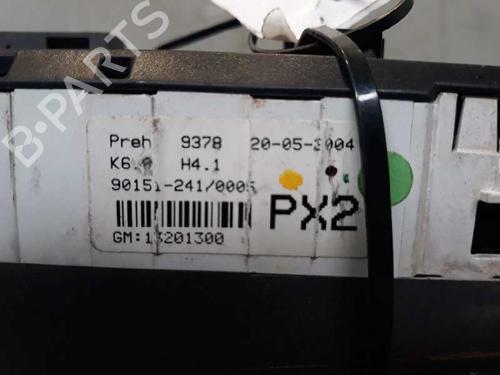 Preh 9378 20-05-2004
K6.0 H4.1
90151-241/0005
PX2
GM:13201300
B-Parts